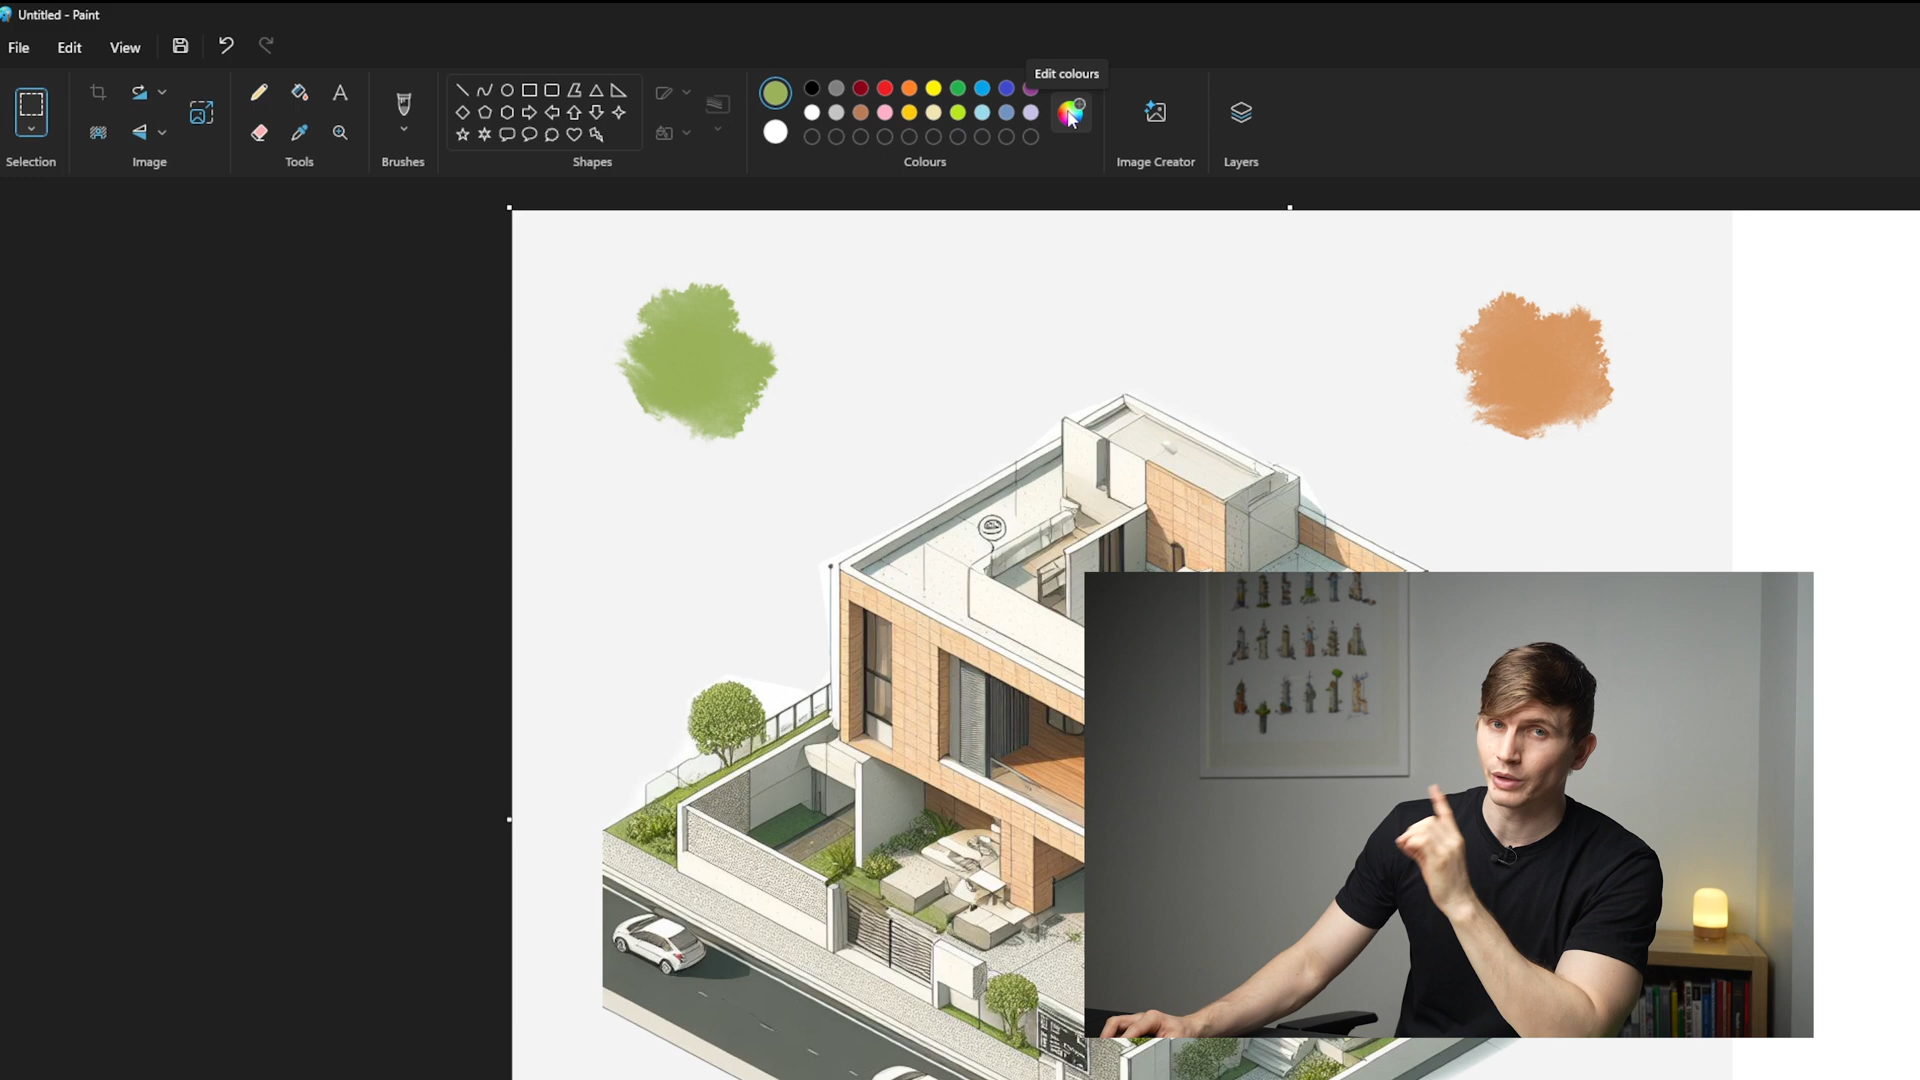 Untitled - Paint
File Edit View
Edit colours
Selection Image Tools Brushes Shapes Colours Image Creator Layers